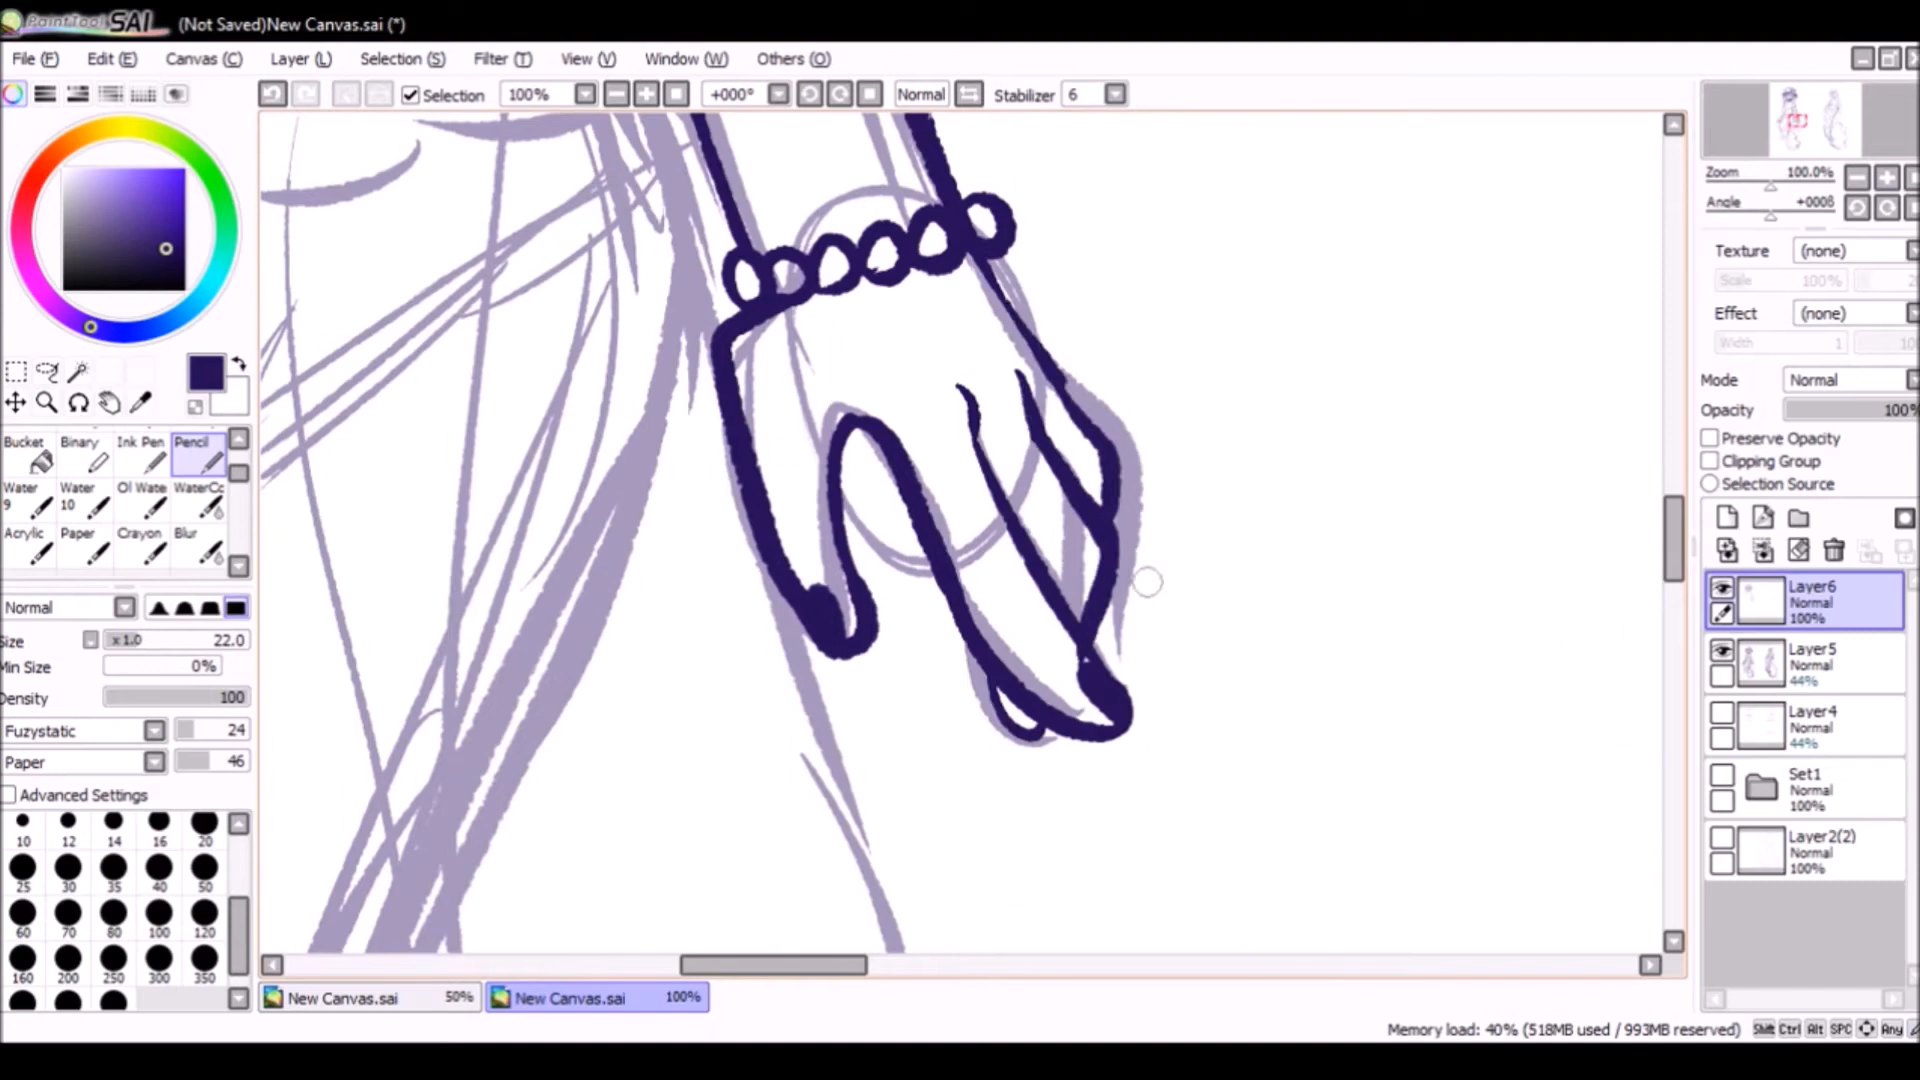 PaintTool SAI (Not Saved)New Canvas.sai (*)
File (F) Edit (E) Canvas (C) Layer (L) Selection (S) Filter (T) View (V) Window (W) Others (O)
Selection 100% +000° Normal Stabilizer 6
Zoom 100.0%
Angle +000ß
Texture (none)
Scale 100%
Effect (none)
Width 1 100
Mode Normal
Opacity 100%
Preserve Opacity
Clipping Group
Selection Source
Bucket Binary Ink Pen Pencil
Water 9 Water 10 Ol Wate WaterCo
Acrylic Paper Crayon Blur
Normal
Size x 1.0 22.0
Min Size 0%
Density 100
Fuzystatic 24
Paper 46
Advanced Settings
10 12 14 16 20
25 30 35 40 50
60 70 80 100 120
160 200 250 300 350
Layer6
Normal
100%
Layer5
Normal
44%
Layer4
Normal
44%
Set1
Normal
100%
Layer2(2)
Normal
100%
New Canvas.sai 50% New Canvas.sai 100%
Memory load: 40% (518MB used / 993MB reserved) Shift Ctrl Alt SPC Any